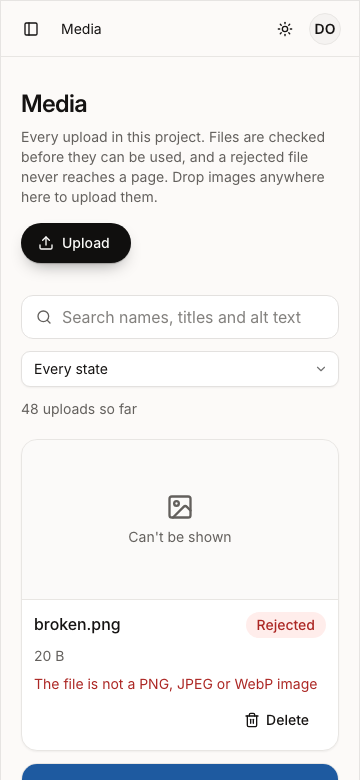 Media
DO
Media
Every upload in this project. Files are checked
before they can be used, and a rejected file
never reaches a page. Drop images anywhere
here to upload them.
Upload
Search names, titles and alt text
Every state
48 uploads so far
Can't be shown
broken.png
Rejected
20 B
The file is not a PNG, JPEG or WebP image
Delete